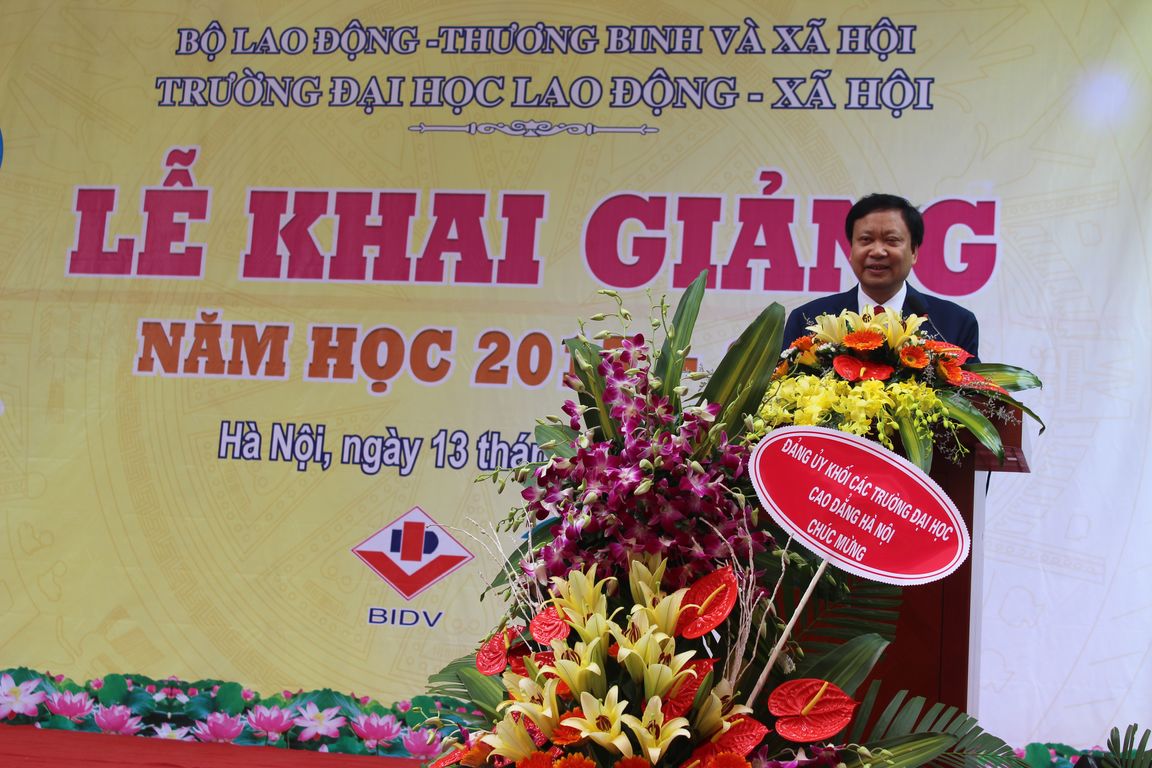 BỘ LAO ĐỘNG -THƯƠNG BINH VÀ XÃ HỘI
TRƯỜNG ĐẠI HỌC LAO ĐỘNG - XÃ HỘI
LỄ KHAI GIẢNG
NĂM HỌC 201
Hà Nội, ngày 13 thán
BIDV
ĐẢNG ỦY KHỐI CÁC TRƯỜNG ĐẠI HỌC
CAO ĐẲNG HÀ NỘI
CHÚC MỪNG